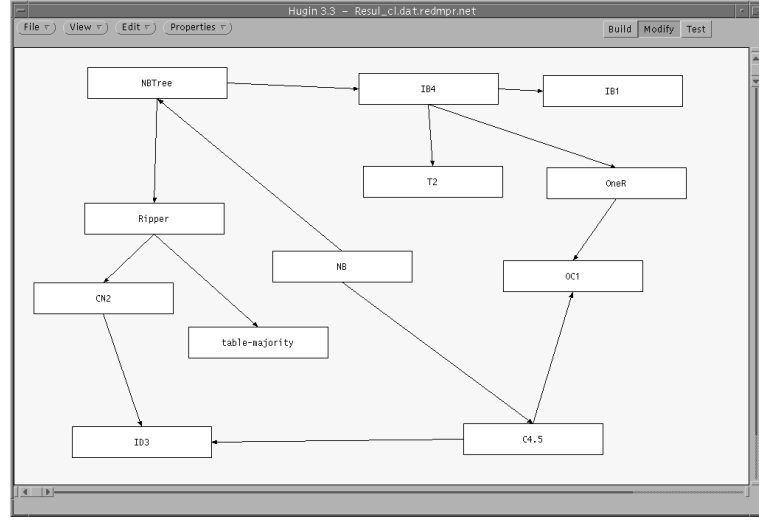 Hugin 3.3 – Resul_cl.dat.redmpr.net
File View Edit Properties Build Modify Test
NBTree
IB4
IB1
T2
OneR
Ripper
NB
OC1
CN2
table-majority
ID3
C4.5